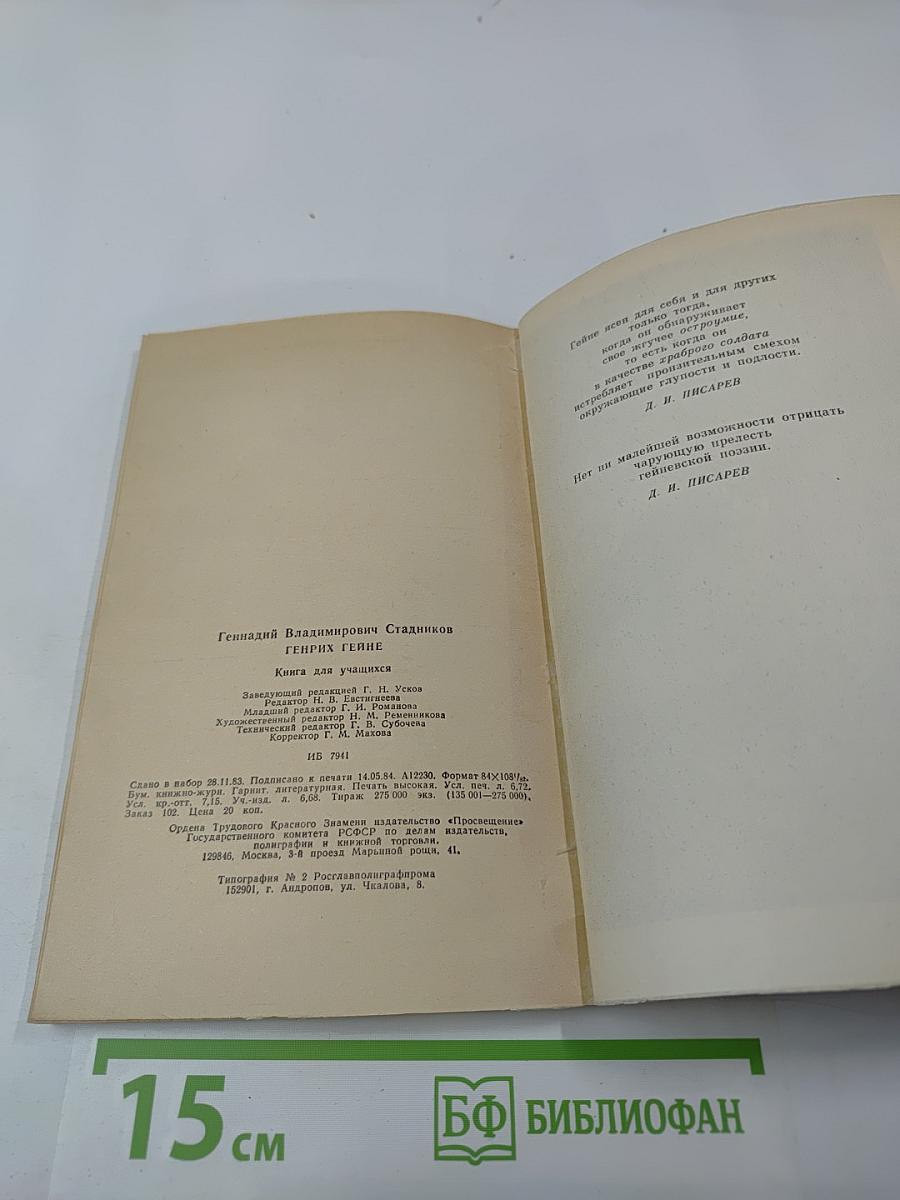 Геннадий Владимирович Стадников
ГЕНРИХ ГЕЙНЕ
Книга для учащихся
Заведующий редакцией Г. Н. Усков
Редактор Н. В. Евстигнеева
Младший редактор Г. И. Романова
Художественный редактор Н. М. Ременникова
Технический редактор Г. В. Субочева
Корректор Г. М. Махова
ИБ 7941
Сдано в набор 28.11.83. Подписано к печати 14.05.84. А12230. Формат 84×108¹/₃₂.
Бум. книжно-журн. Гарнит. литературная. Печать высокая. Усл. печ. л. 6,72.
Усл. кр.-отт. 7,15. Уч.-изд. л. 6,68. Тираж 275 000 экз. (135 001—275 000).
Заказ 102. Цена 20 коп.
Ордена Трудового Красного Знамени издательство «Просвещение»
Государственного комитета РСФСР по делам издательств,
полиграфии и книжной торговли.
129846, Москва, 3-й проезд Марьиной рощи, 41.
Типография № 2 Росглавполиграфпрома
152901, г. Андропов, ул. Чкалова, 8.
Гейне ясен для себя и для других
только тогда,
когда он обнаруживает
свое жгучее остроумие,
то есть когда он
в качестве храброго солдата
истребляет пронзительным смехом
окружающие глупости и подлости.
Д. И. ПИСАРЕВ
Нет ни малейшей возможности отрицать
чарующую прелесть
гейневской поэзии.
Д. И. ПИСАРЕВ
15 см
БФ БИБЛИОФАН